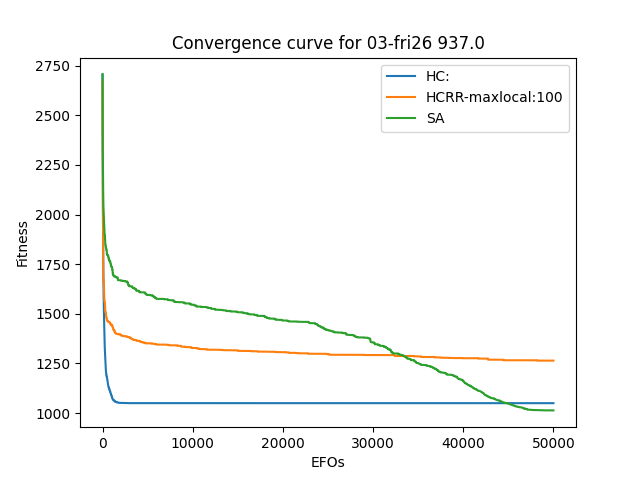 Convergence curve for 03-fri26 937.0
HC:
HCRR-maxlocal:100
SA
Fitness
2750
2500
2250
2000
1750
1500
1250
1000
0 10000 20000 30000 40000 50000
EFOs